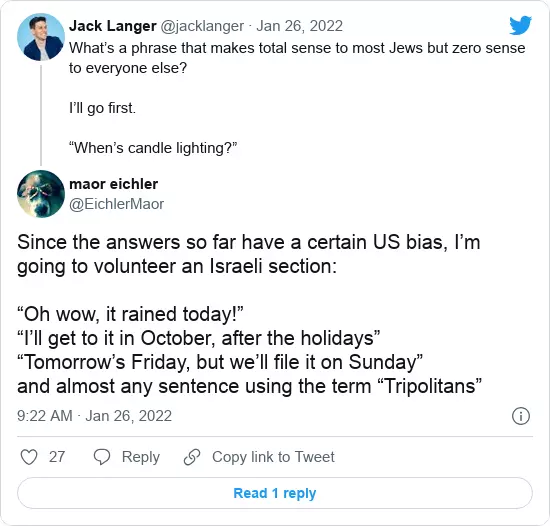 Jack Langer @jacklanger · Jan 26, 2022
What’s a phrase that makes total sense to most Jews but zero sense
to everyone else?
I’ll go first.
“When’s candle lighting?”
maor eichler
@EichlerMaor
Since the answers so far have a certain US bias, I’m
going to volunteer an Israeli section:
“Oh wow, it rained today!”
“I’ll get to it in October, after the holidays”
“Tomorrow’s Friday, but we’ll file it on Sunday”
and almost any sentence using the term “Tripolitans”
9:22 AM · Jan 26, 2022
27 Reply Copy link to Tweet
Read 1 reply